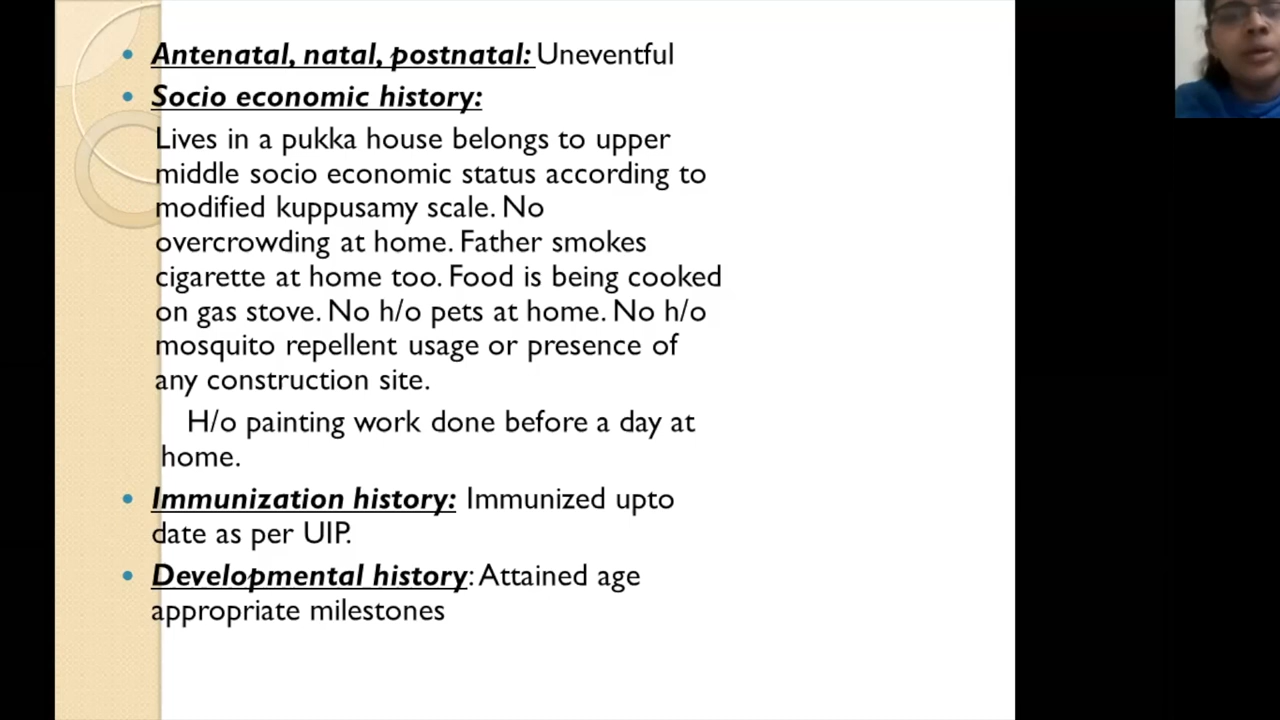 Antenatal, natal, postnatal: Uneventful
Socio economic history:
Lives in a pukka house belongs to upper
middle socio economic status according to
modified kuppusamy scale. No
overcrowding at home. Father smokes
cigarette at home too. Food is being cooked
on gas stove. No h/o pets at home. No h/o
mosquito repellent usage or presence of
any construction site.
H/o painting work done before a day at
home.
Immunization history: Immunized upto
date as per UIP.
Developmental history: Attained age
appropriate milestones